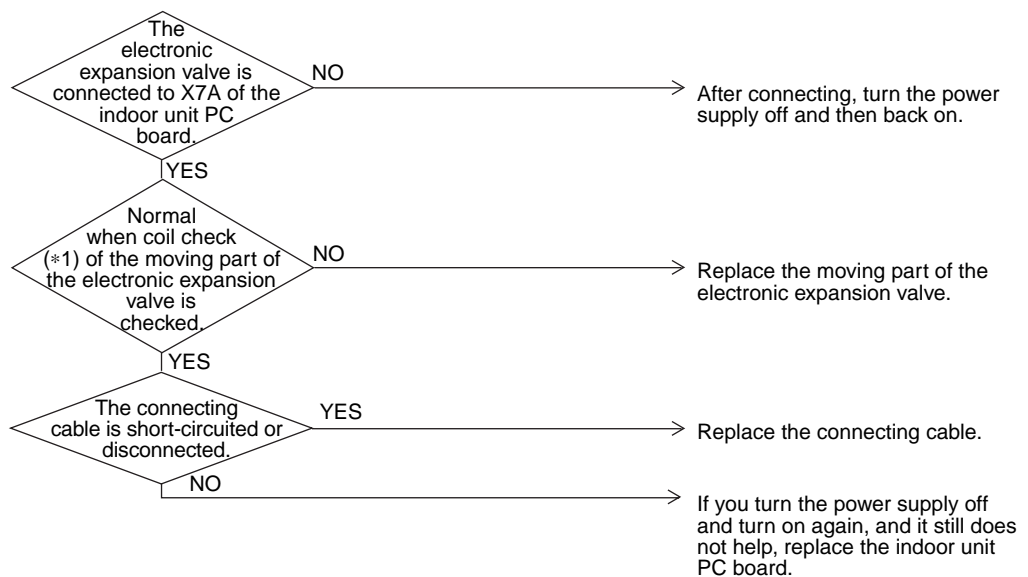 The
electronic
expansion valve is
connected to X7A of the
indoor unit PC
board.
NO
After connecting, turn the power
supply off and then back on.
YES
Normal
when coil check
(∗1) of the moving part of
the electronic expansion
valve is
checked.
NO
Replace the moving part of the
electronic expansion valve.
YES
The connecting
cable is short-circuited or
disconnected.
YES
Replace the connecting cable.
NO
If you turn the power supply off
and turn on again, and it still does
not help, replace the indoor unit
PC board.